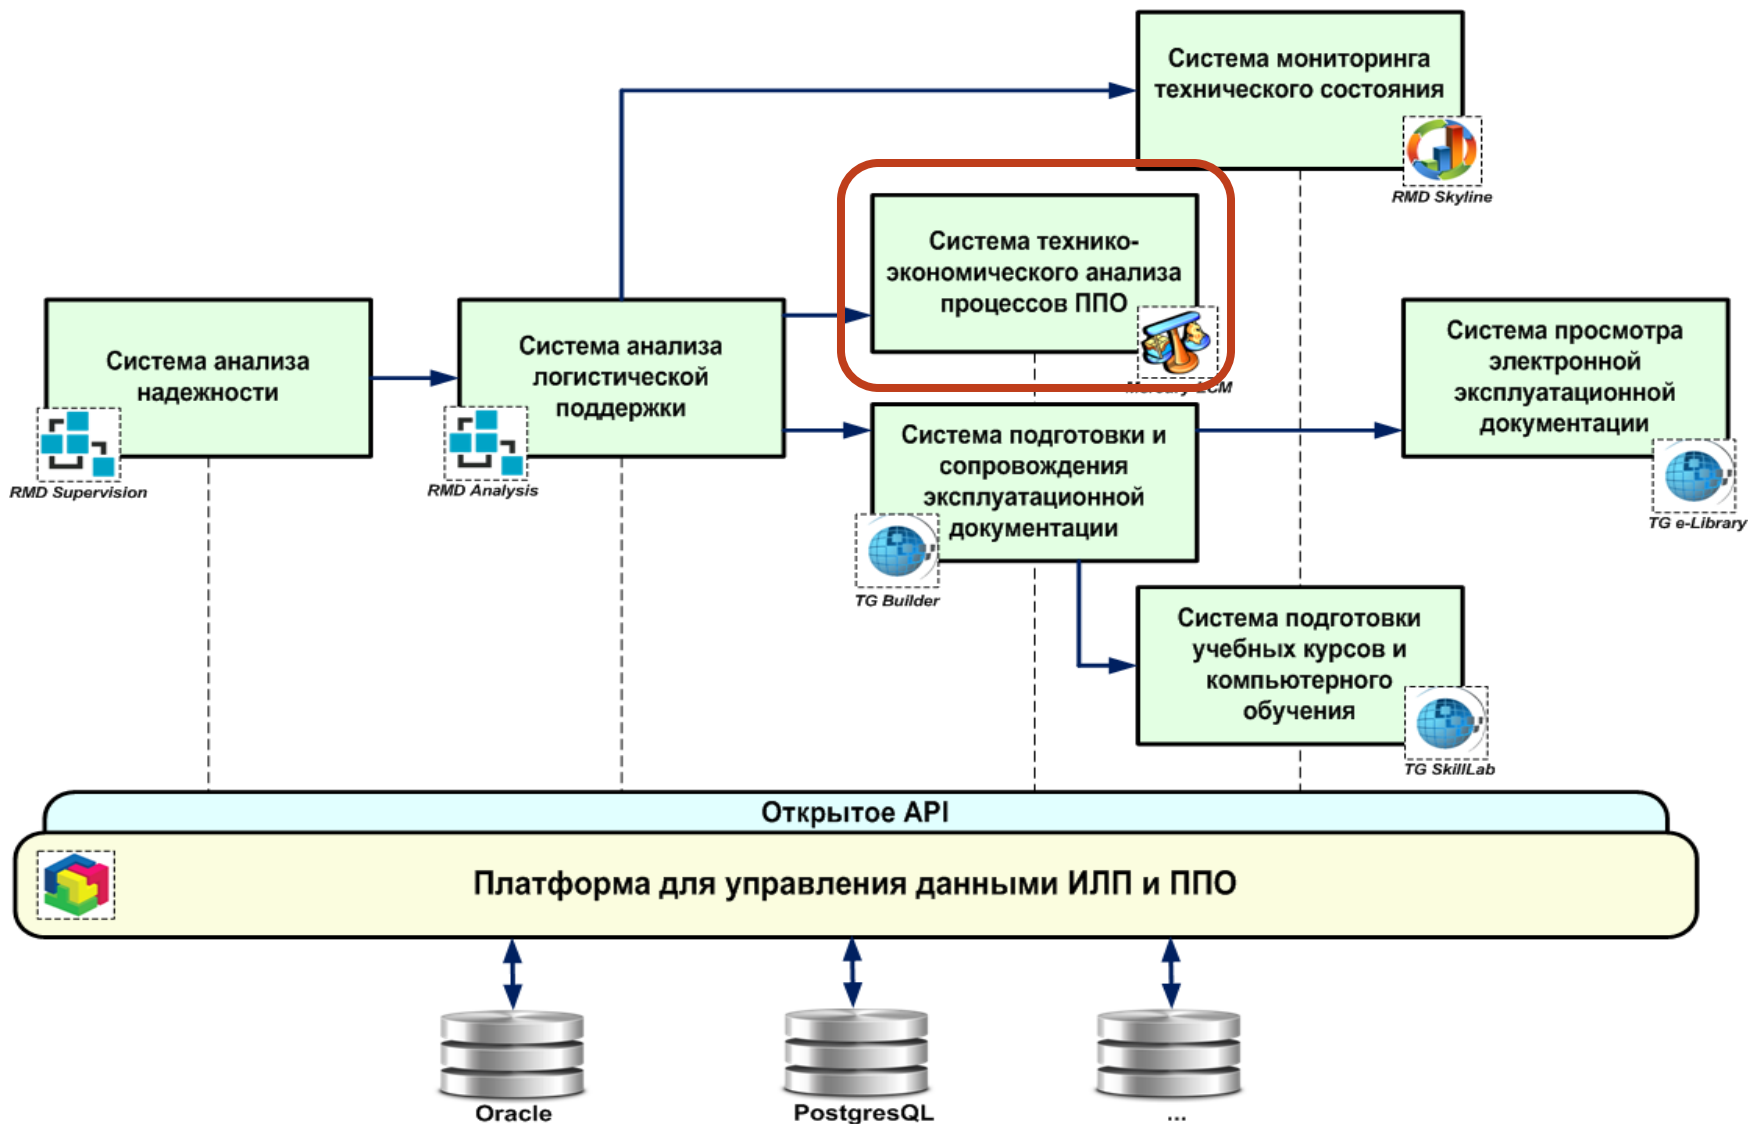 Система мониторинга
технического состояния
RMD Skyline
Система технико-
экономического анализа
процессов ППО
Mercury LCM
Система анализа
надежности
RMD Supervision
Система анализа
логистической
поддержки
RMD Analysis
Система подготовки и
сопровождения
эксплуатационной
документации
TG Builder
Система просмотра
электронной
эксплуатационной
документации
TG e-Library
Система подготовки
учебных курсов и
компьютерного
обучения
TG SkillLab
Открытое API
Платформа для управления данными ИЛП и ППО
Oracle
PostgresQL
...